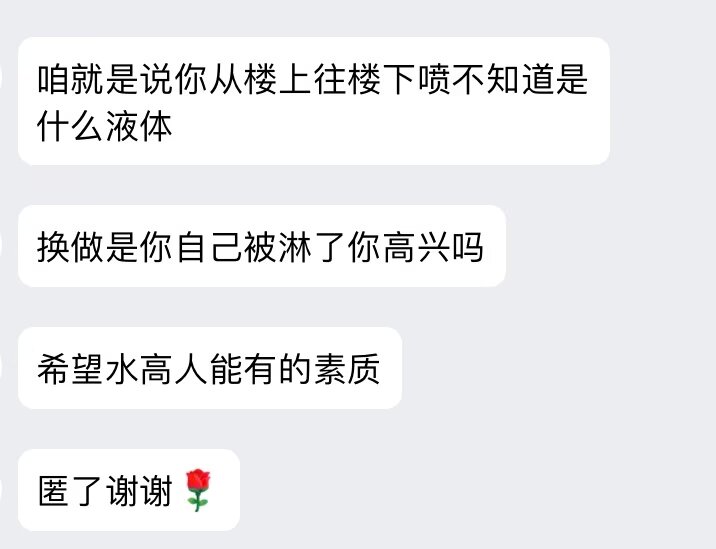 咱就是说你从楼上往楼下喷不知道是
什么液体
换做是你自己被淋了你高兴吗
希望水高人能有的素质
匿了谢谢🌹